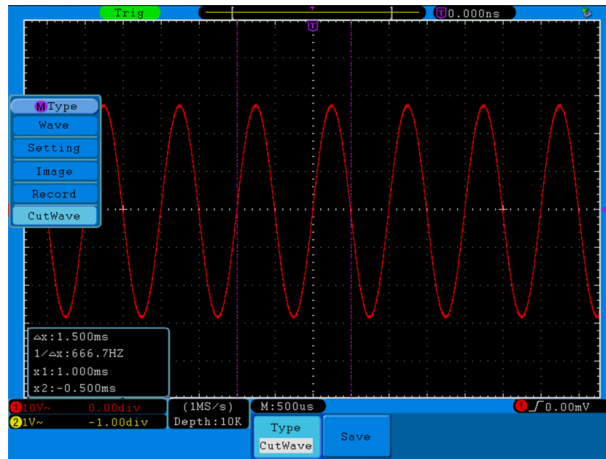 Trig
T 0.000ns
T
M Type
Wave
Setting
Image
Record
CutWave
△x:1.500ms
1/△x:666.7HZ
x1:1.000ms
x2:-0.500ms
1 10V~ 0.00div (1MS/s) M:500us 1 0.00mV
2 1V~ -1.00div Depth:10K
Type
CutWave
Save